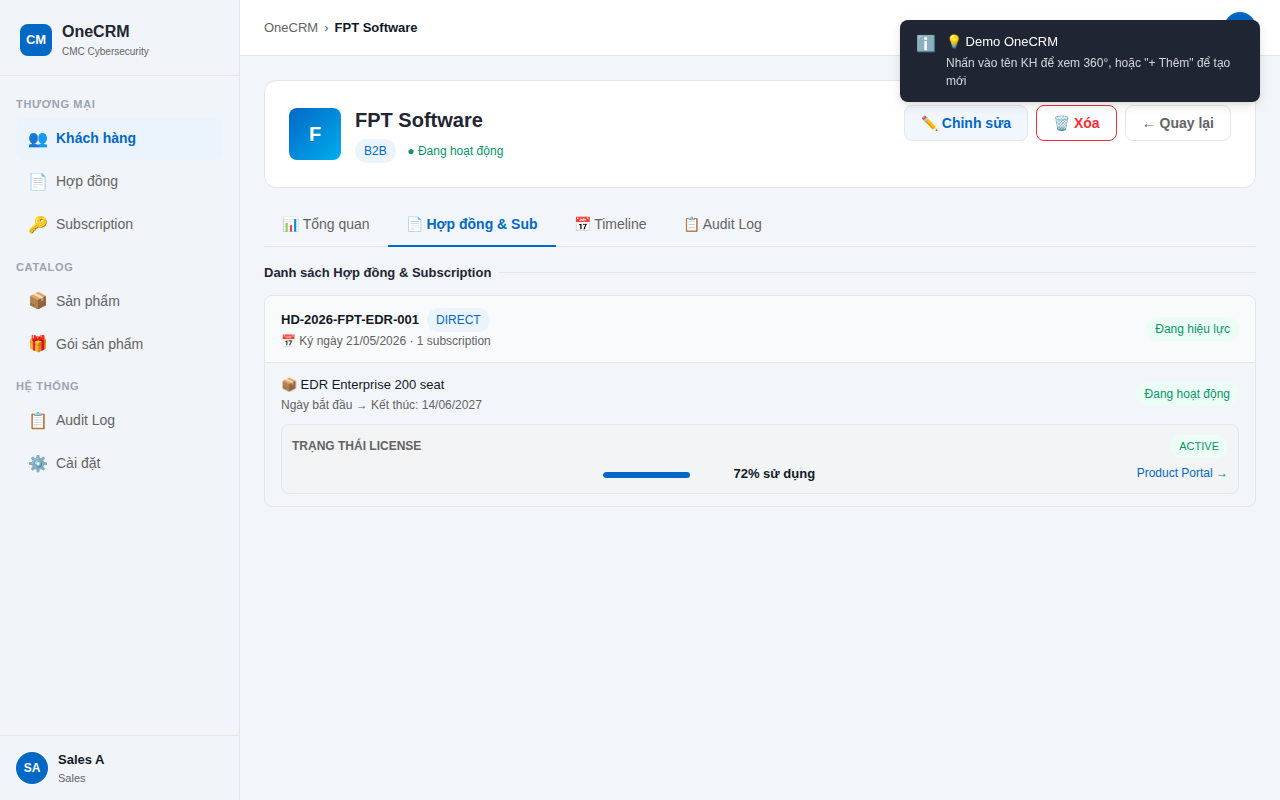 CM
OneCRM
CMC Cybersecurity
THƯƠNG MẠI
👥 Khách hàng
📄 Hợp đồng
🔑 Subscription
CATALOG
📦 Sản phẩm
🎁 Gói sản phẩm
HỆ THỐNG
📋 Audit Log
⚙️ Cài đặt
SA
Sales A
Sales
OneCRM › FPT Software
ℹ️ 💡 Demo OneCRM
Nhấn vào tên KH để xem 360°, hoặc "+ Thêm" để tạo
mới
F
FPT Software
B2B ● Đang hoạt động
✏️ Chỉnh sửa 🗑️ Xóa ← Quay lại
📊 Tổng quan 📄 Hợp đồng & Sub 📅 Timeline 📋 Audit Log
Danh sách Hợp đồng & Subscription
HD-2026-FPT-EDR-001 DIRECT
📅 Ký ngày 21/05/2026 · 1 subscription
Đang hiệu lực
📦 EDR Enterprise 200 seat
Ngày bắt đầu → Kết thúc: 14/06/2027
Đang hoạt động
TRẠNG THÁI LICENSE ACTIVE
72% sử dụng Product Portal →